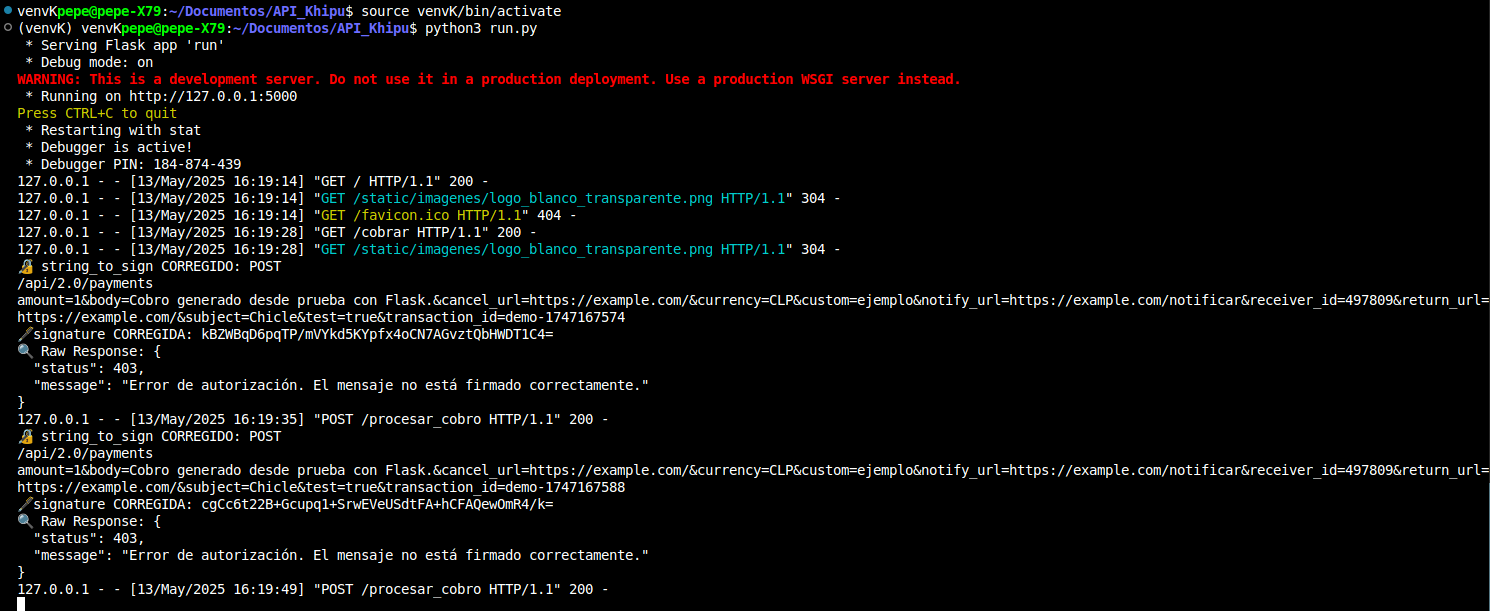 venvKpepe@pepe-X79:~/Documentos/API_Khipu$ source venvK/bin/activate
(venvK) venvKpepe@pepe-X79:~/Documentos/API_Khipu$ python3 run.py
 * Serving Flask app 'run'
 * Debug mode: on
WARNING: This is a development server. Do not use it in a production deployment. Use a production WSGI server instead.
 * Running on http://127.0.0.1:5000
Press CTRL+C to quit
 * Restarting with stat
 * Debugger is active!
 * Debugger PIN: 184-874-439
127.0.0.1 - - [13/May/2025 16:19:14] "GET / HTTP/1.1" 200 -
127.0.0.1 - - [13/May/2025 16:19:14] "GET /static/imagenes/logo_blanco_transparente.png HTTP/1.1" 304 -
127.0.0.1 - - [13/May/2025 16:19:14] "GET /favicon.ico HTTP/1.1" 404 -
127.0.0.1 - - [13/May/2025 16:19:28] "GET /cobrar HTTP/1.1" 200 -
127.0.0.1 - - [13/May/2025 16:19:28] "GET /static/imagenes/logo_blanco_transparente.png HTTP/1.1" 304 -
🔏 string_to_sign CORREGIDO: POST
/api/2.0/payments
amount=1&body=Cobro generado desde prueba con Flask.&cancel_url=https://example.com/&currency=CLP&custom=ejemplo&notify_url=https://example.com/notificar&receiver_id=497809&return_url=
https://example.com/&subject=Chicle&test=true&transaction_id=demo-1747167574
🖋signature CORREGIDA: kBZWBqD6pqTP/mVYkd5KYpfx4oCN7AGvztQbHWDT1C4=
🔍 Raw Response: {
  "status": 403,
  "message": "Error de autorización. El mensaje no está firmado correctamente."
}
127.0.0.1 - - [13/May/2025 16:19:35] "POST /procesar_cobro HTTP/1.1" 200 -
🔏 string_to_sign CORREGIDO: POST
/api/2.0/payments
amount=1&body=Cobro generado desde prueba con Flask.&cancel_url=https://example.com/&currency=CLP&custom=ejemplo&notify_url=https://example.com/notificar&receiver_id=497809&return_url=
https://example.com/&subject=Chicle&test=true&transaction_id=demo-1747167588
🖋signature CORREGIDA: cgCc6t22B+Gcupq1+SrwEVeUSdtFA+hCFAQewOmR4/k=
🔍 Raw Response: {
  "status": 403,
  "message": "Error de autorización. El mensaje no está firmado correctamente."
}
127.0.0.1 - - [13/May/2025 16:19:49] "POST /procesar_cobro HTTP/1.1" 200 -